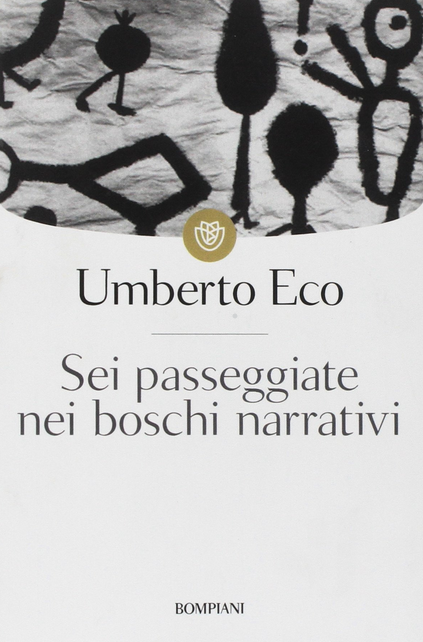 Umberto Eco
Sei passeggiate
nei boschi narrativi
BOMPIANI